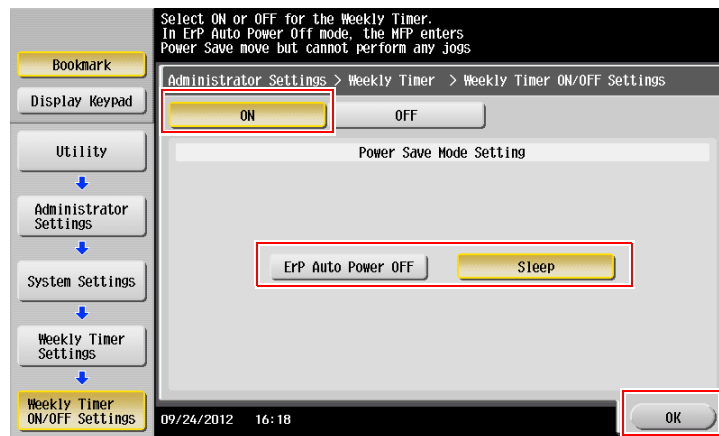 Select ON or OFF for the Weekly Timer.
In ErP Auto Power Off mode, the MFP enters
Power Save move but cannot perform any jogs
Bookmark
Display Keypad
Administrator Settings > Weekly Timer > Weekly Timer ON/OFF Settings
ON
OFF
Utility
Power Save Mode Setting
Administrator
Settings
ErP Auto Power OFF
Sleep
System Settings
Weekly Timer
Settings
Weekly Timer
ON/OFF Settings
09/24/2012 16:18
OK